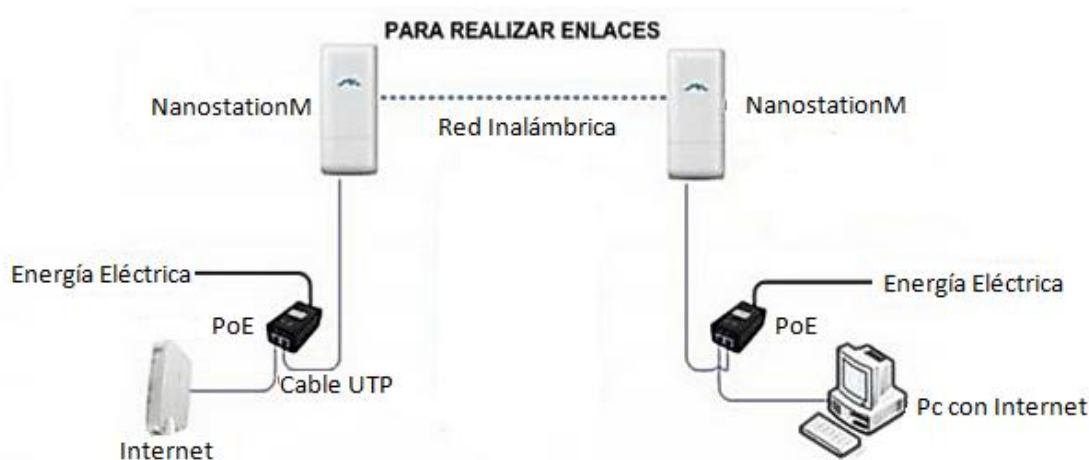 PARA REALIZAR ENLACES
NanostationM
NanostationM
Red Inalámbrica
Energía Eléctrica
Energía Eléctrica
PoE
PoE
Cable UTP
Pc con Internet
Internet